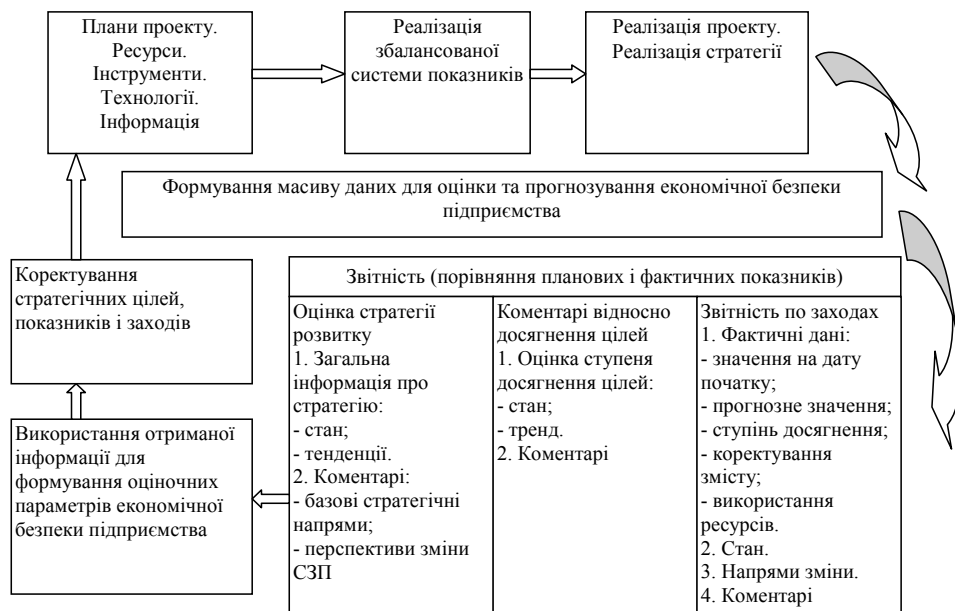 Плани проекту.
Ресурси.
Інструменти.
Технології.
Інформація
Реалізація
збалансованої
системи показників
Реалізація проекту.
Реалізація стратегії
Формування масиву даних для оцінки та прогнозування економічної безпеки
підприємства
Коректування
стратегічних цілей,
показників і заходів
Використання отриманої
інформації для
формування оціночних
параметрів економічної
безпеки підприємства
Звітність (порівняння планових і фактичних показників)
Оцінка стратегії
розвитку
1. Загальна
інформація про
стратегію:
- стан;
- тенденції.
2. Коментарі:
- базові стратегічні
напрями;
- перспективи зміни
СЗП
Коментарі відносно
досягнення цілей
1. Оцінка ступеня
досягнення цілей:
- стан;
- тренд.
2. Коментарі
Звітність по заходах
1. Фактичні дані:
- значення на дату
початку;
- прогнозне значення;
- ступінь досягнення;
- коректування
змісту;
- використання
ресурсів.
2. Стан.
3. Напрями зміни.
4. Коментарі